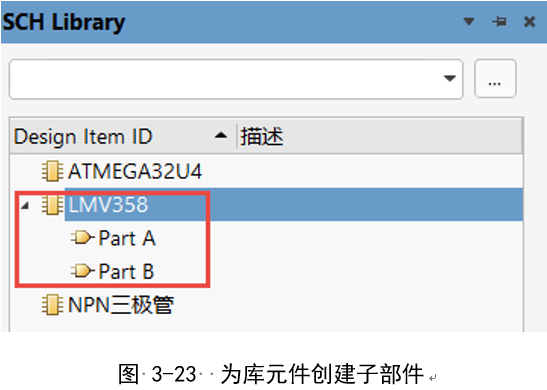 SCH Library
...
Design Item ID 描述
ATMEGA32U4
LMV358
Part A
Part B
NPN三极管
图 3-23 为库元件创建子部件